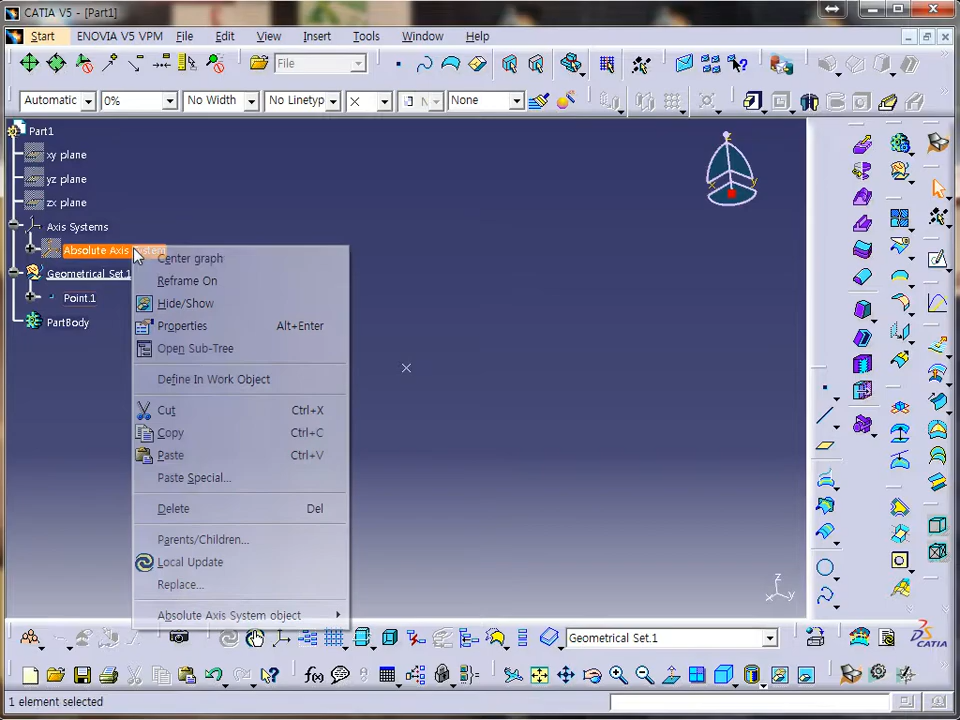 CATIA V5 - [Part1]
Start ENOVIA V5 VPM File Edit View Insert Tools Window Help
File
Automatic 0% No Width No Linetyp None
Part1
xy plane
yz plane
zx plane
Axis Systems
Absolute Axis
Geometrical Set.1
Point.1
PartBody
Center graph
Reframe On
Hide/Show
Properties Alt+Enter
Open Sub-Tree
Define In Work Object
Cut Ctrl+X
Copy Ctrl+C
Paste Ctrl+V
Paste Special...
Delete Del
Parents/Children...
Local Update
Replace...
Absolute Axis System object
z
y
x
z
x
y
Geometrical Set.1
CATIA
f(x)
1 element selected